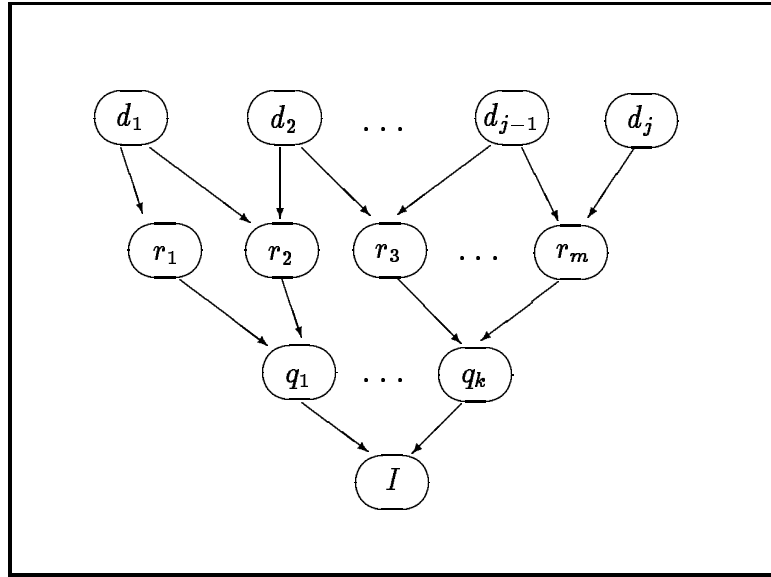 d₁ d₂ . . . dⱼ₋₁ dⱼ
r₁ r₂ r₃ . . . rₘ
q₁ . . . qₖ
I